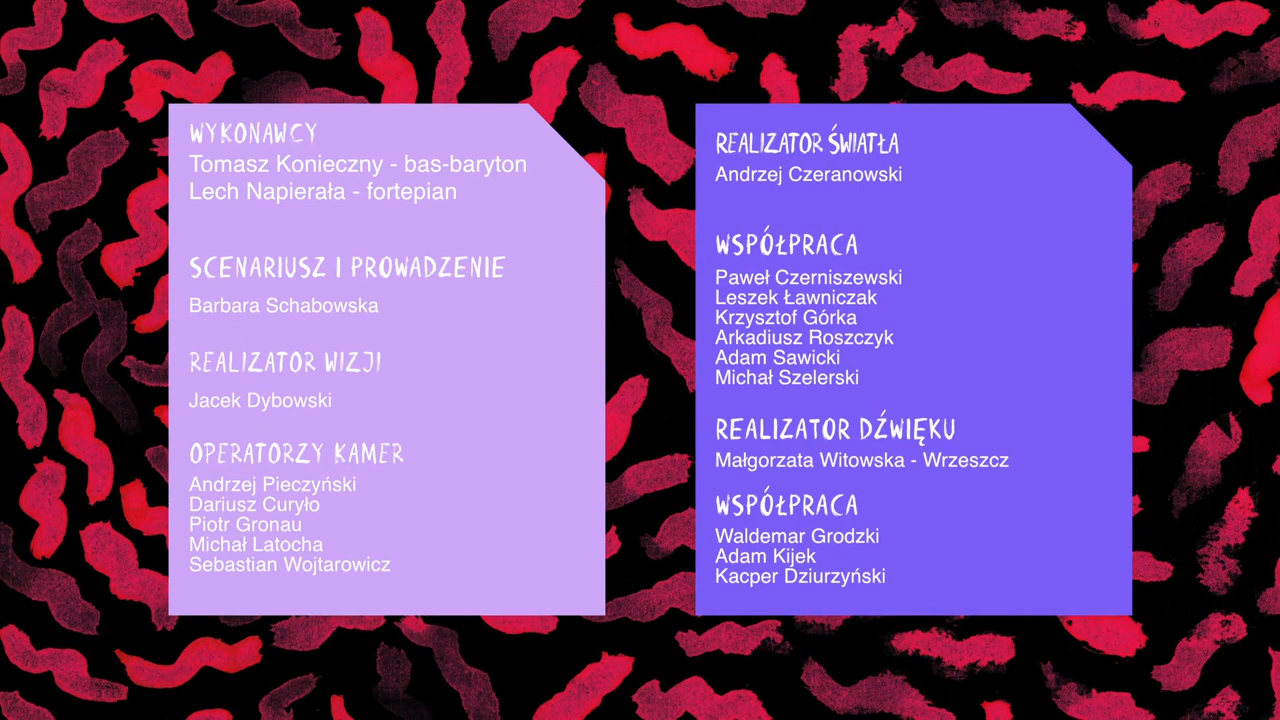 WYKONAWCY
Tomasz Konieczny - bas-baryton
Lech Napierała - fortepian
SCENARIUSZ I PROWADZENIE
Barbara Schabowska
REALIZATOR WIZJI
Jacek Dybowski
OPERATORZY KAMER
Andrzej Pieczyński
Dariusz Curyło
Piotr Gronau
Michał Latocha
Sebastian Wojtarowicz
REALIZATOR ŚWIATŁA
Andrzej Czeranowski
WSPÓŁPRACA
Paweł Czerniszewski
Leszek Ławniczak
Krzysztof Górka
Arkadiusz Roszczyk
Adam Sawicki
Michał Szelerski
REALIZATOR DŹWIĘKU
Małgorzata Witowska - Wrzeszcz
WSPÓŁPRACA
Waldemar Grodzki
Adam Kijek
Kacper Dziurzyński